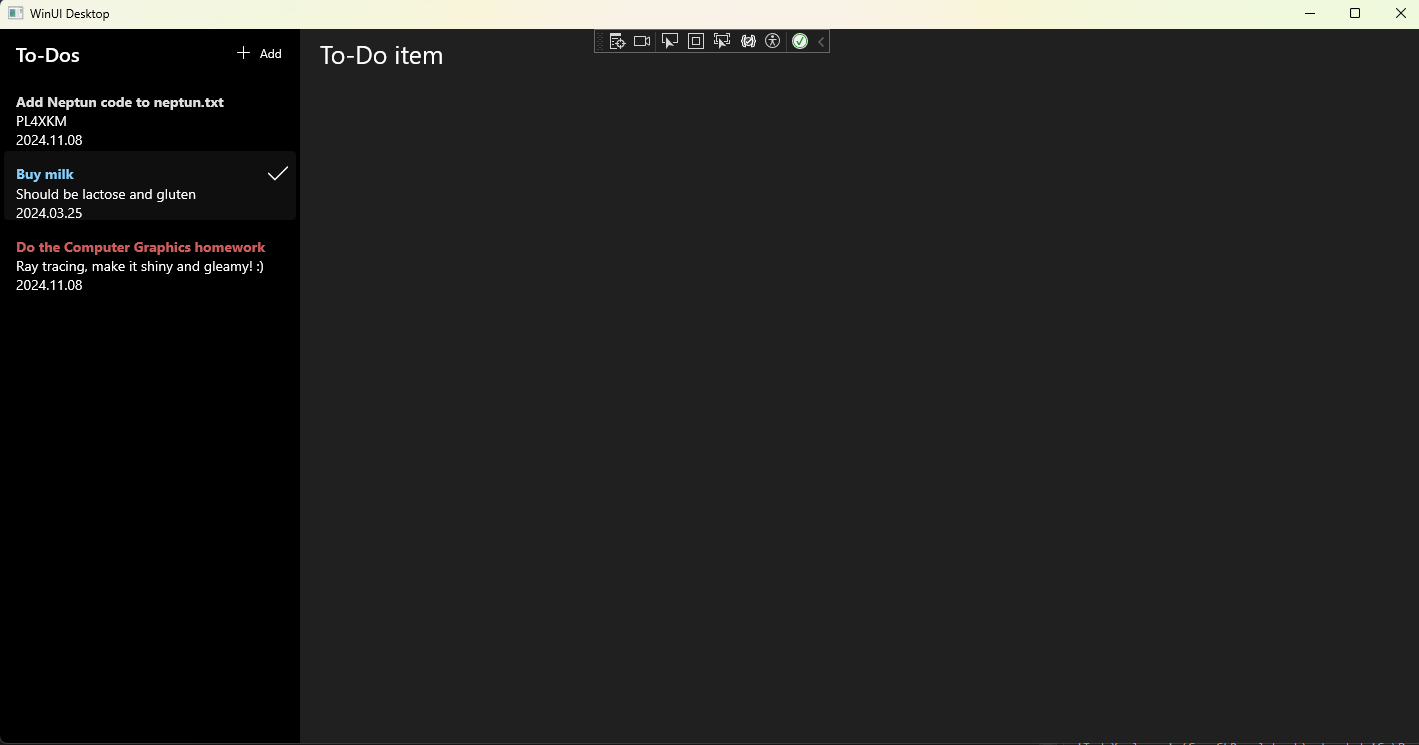 WinUI Desktop
To-Dos
Add
To-Do item
Add Neptun code to neptun.txt
PL4XKM
2024.11.08
Buy milk
Should be lactose and gluten
2024.03.25
Do the Computer Graphics homework
Ray tracing, make it shiny and gleamy! :)
2024.11.08